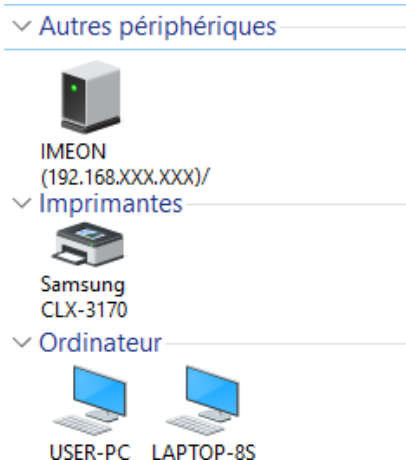 Autres périphériques
IMEON
(192.168.XXX.XXX)/
Imprimantes
Samsung
CLX-3170
Ordinateur
USER-PC LAPTOP-8S